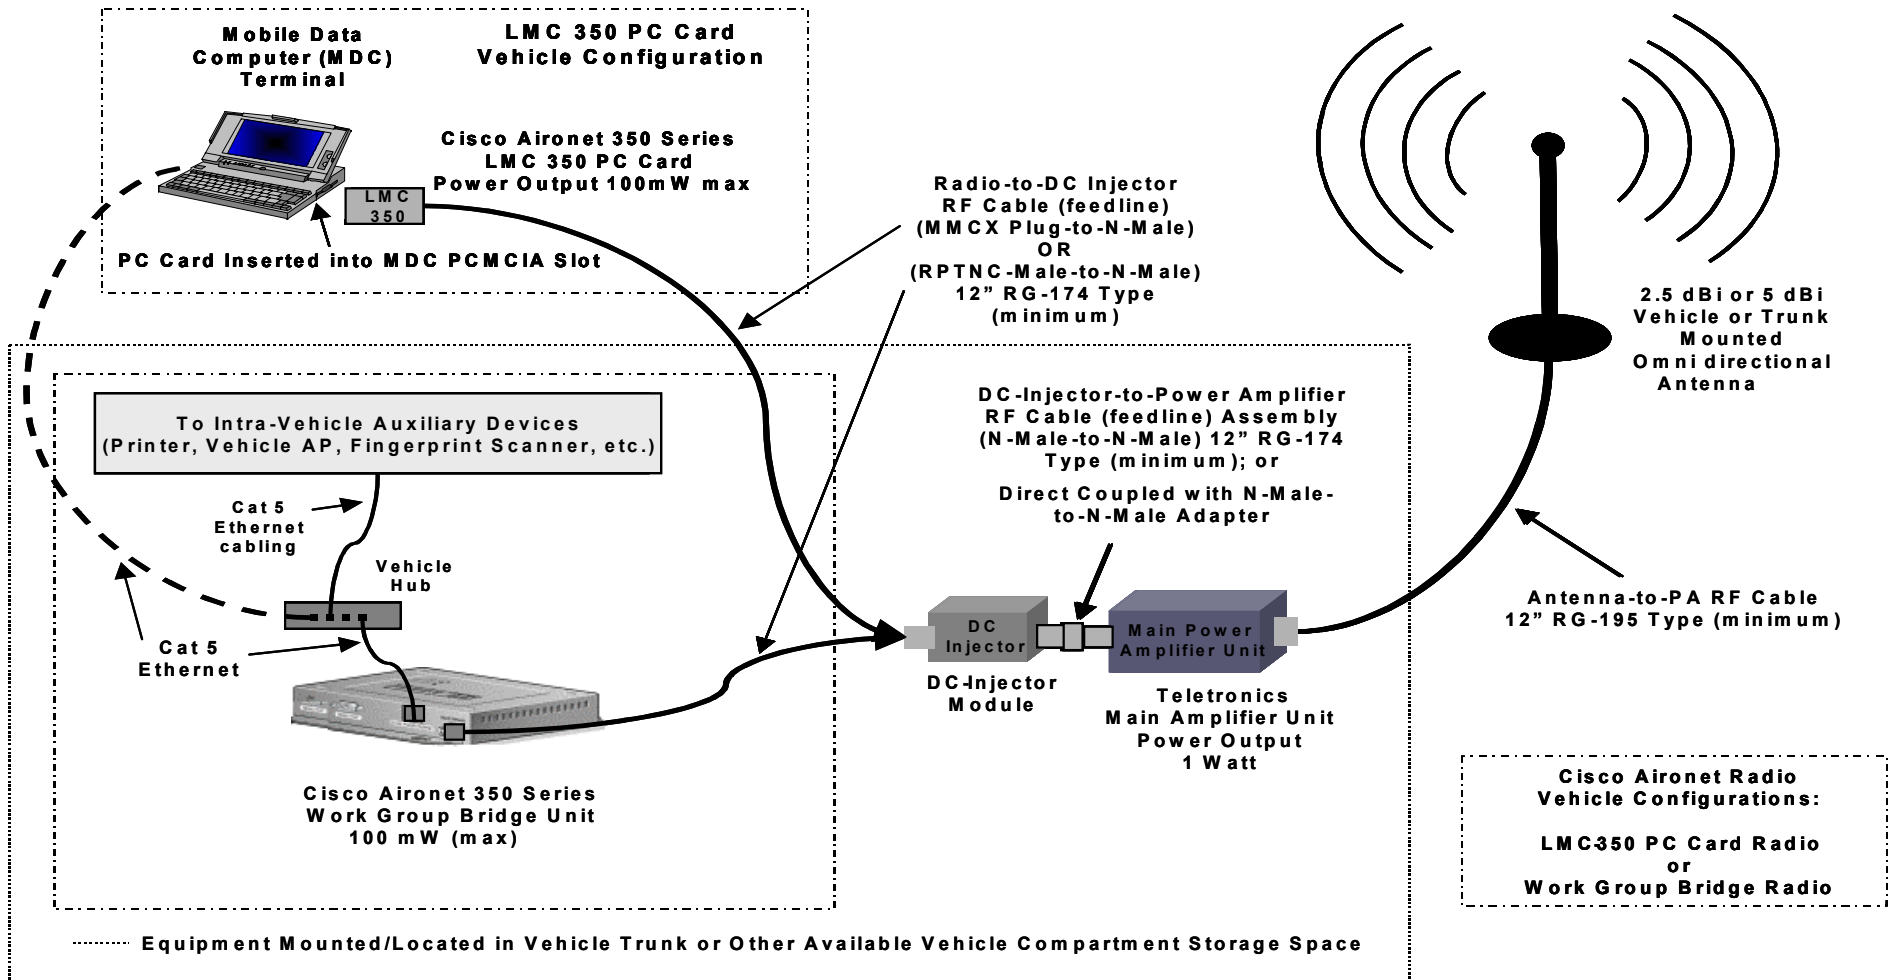 Mobile Data
Computer (MDC)
Terminal
LMC 350 PC Card
Vehicle Configuration
Cisco Aironet 350 Series
LMC 350 PC Card
Power Output 100mW max
LMC
350
PC Card Inserted into MDC PCMCIA Slot
Radio-to-DC Injector
RF Cable (feedline)
(MMCX Plug-to-N-Male)
OR
(RPTNC-Male-to-N-Male)
12” RG-174 Type
(minimum)
2.5 dBi or 5 dBi
Vehicle or Trunk
Mounted
Omni directional
Antenna
To Intra-Vehicle Auxiliary Devices
(Printer, Vehicle AP, Fingerprint Scanner, etc.)
Cat 5
Ethernet
cabling
Vehicle
Hub
Cat 5
Ethernet
DC-Injector-to-Power Amplifier
RF Cable (feedline) Assembly
(N-Male-to-N-Male) 12” RG-174
Type (minimum); or
Direct Coupled with N-Male-
to-N-Male Adapter
Antenna-to-PA RF Cable
12” RG-195 Type (minimum)
DC
Injector
Main Power
Amplifier Unit
DC-Injector
Module
Teletronics
Main Amplifier Unit
Power Output
1 Watt
Cisco Aironet 350 Series
Work Group Bridge Unit
100 mW (max)
Cisco Aironet Radio
Vehicle Configurations:
LMC-350 PC Card Radio
or
Work Group Bridge Radio
Equipment Mounted/Located in Vehicle Trunk or Other Available Vehicle Compartment Storage Space